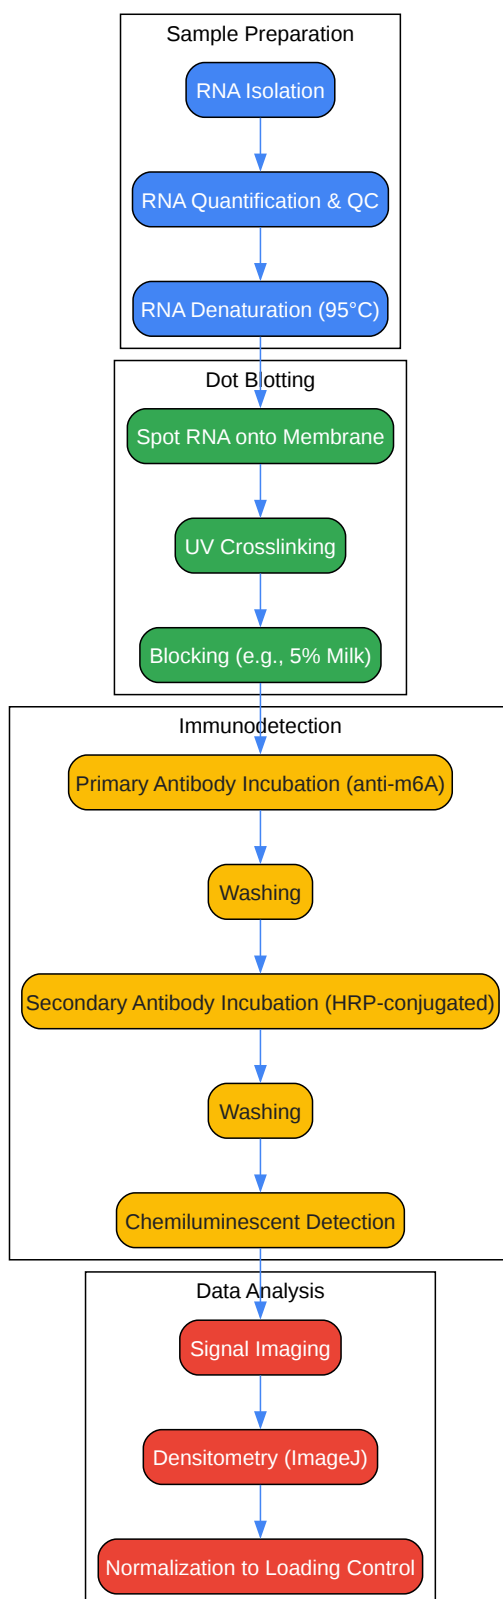 Sample Preparation
RNA Isolation
RNA Quantification & QC
RNA Denaturation (95°C)
Dot Blotting
Spot RNA onto Membrane
UV Crosslinking
Blocking (e.g., 5% Milk)
Immunodetection
Primary Antibody Incubation (anti-m6A)
Washing
Secondary Antibody Incubation (HRP-conjugated)
Washing
Chemiluminescent Detection
Data Analysis
Signal Imaging
Densitometry (ImageJ)
Normalization to Loading Control